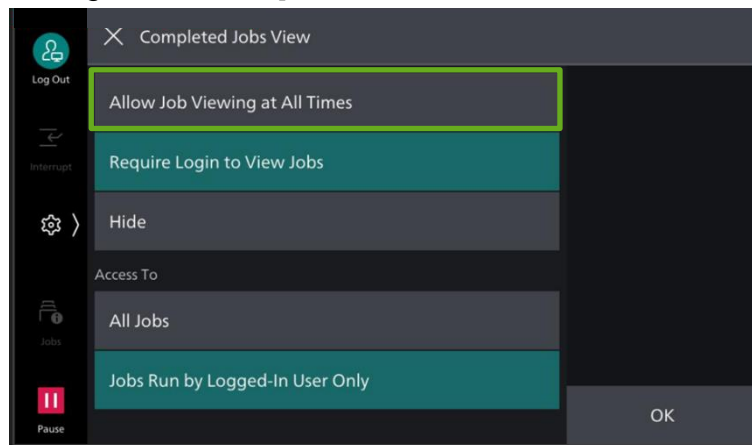 Completed Jobs View
Log Out
Allow Job Viewing at All Times
Interrupt
Require Login to View Jobs
Hide
Access To
All Jobs
Jobs
Jobs Run by Logged-In User Only
Pause
OK